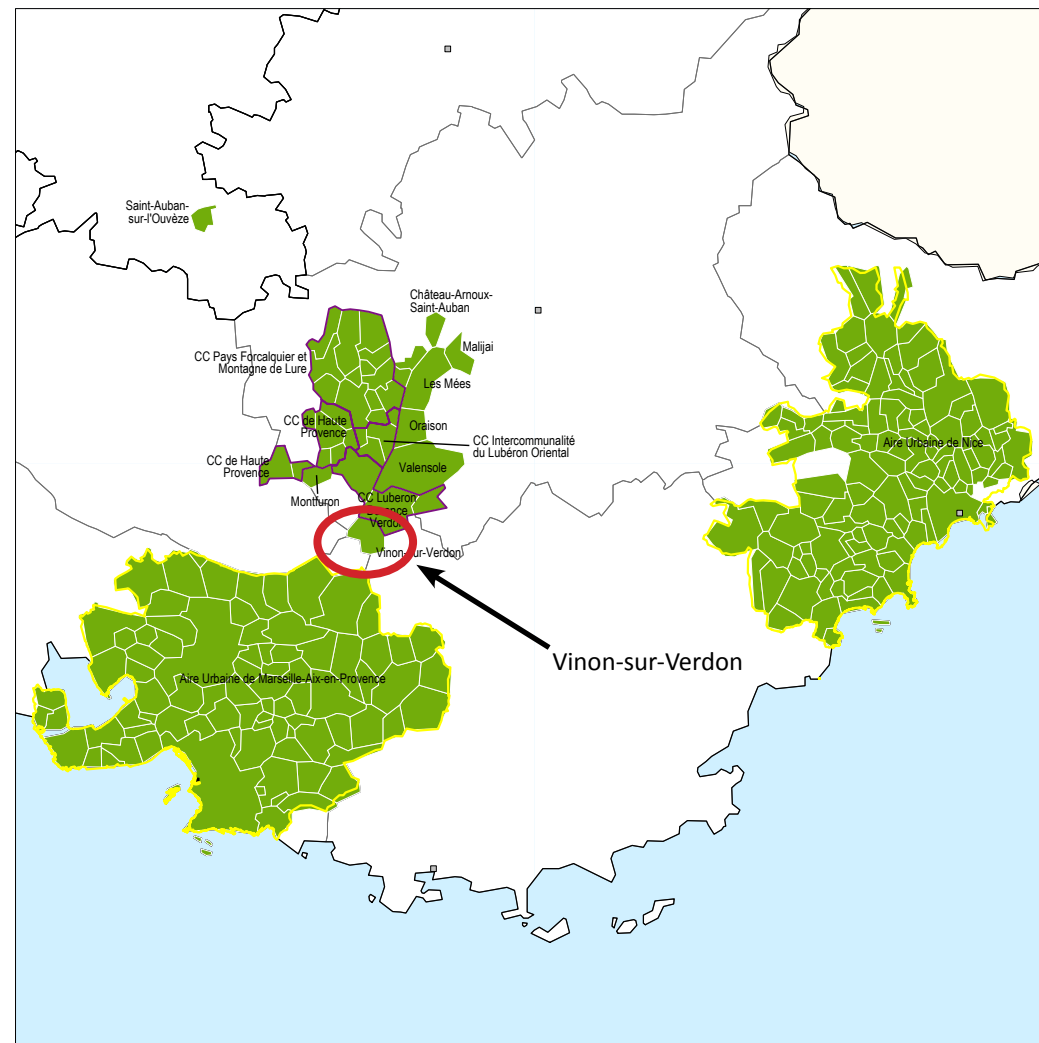 Saint-Auban-
sur-l'Ouvèze
Château-Arnoux-
Saint-Auban
Malijai
CC Pays Forcalquier et
Montagne de Lure
Les Mées
CC de Haute
Provence
Oraison
CC Intercommunalité
du Lubéron Oriental
Aire Urbaine de Nice
CC de Haute
Provence
Valensole
Montfuron
CC Luberon
Durance
Verdon
Vinon-sur-Verdon
Vinon-sur-Verdon
Aire Urbaine de Marseille-Aix-en-Provence